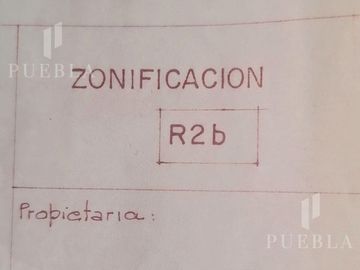 PUEBLA
ZONIFICACION
R2b
Propietaria:
PUEBLA